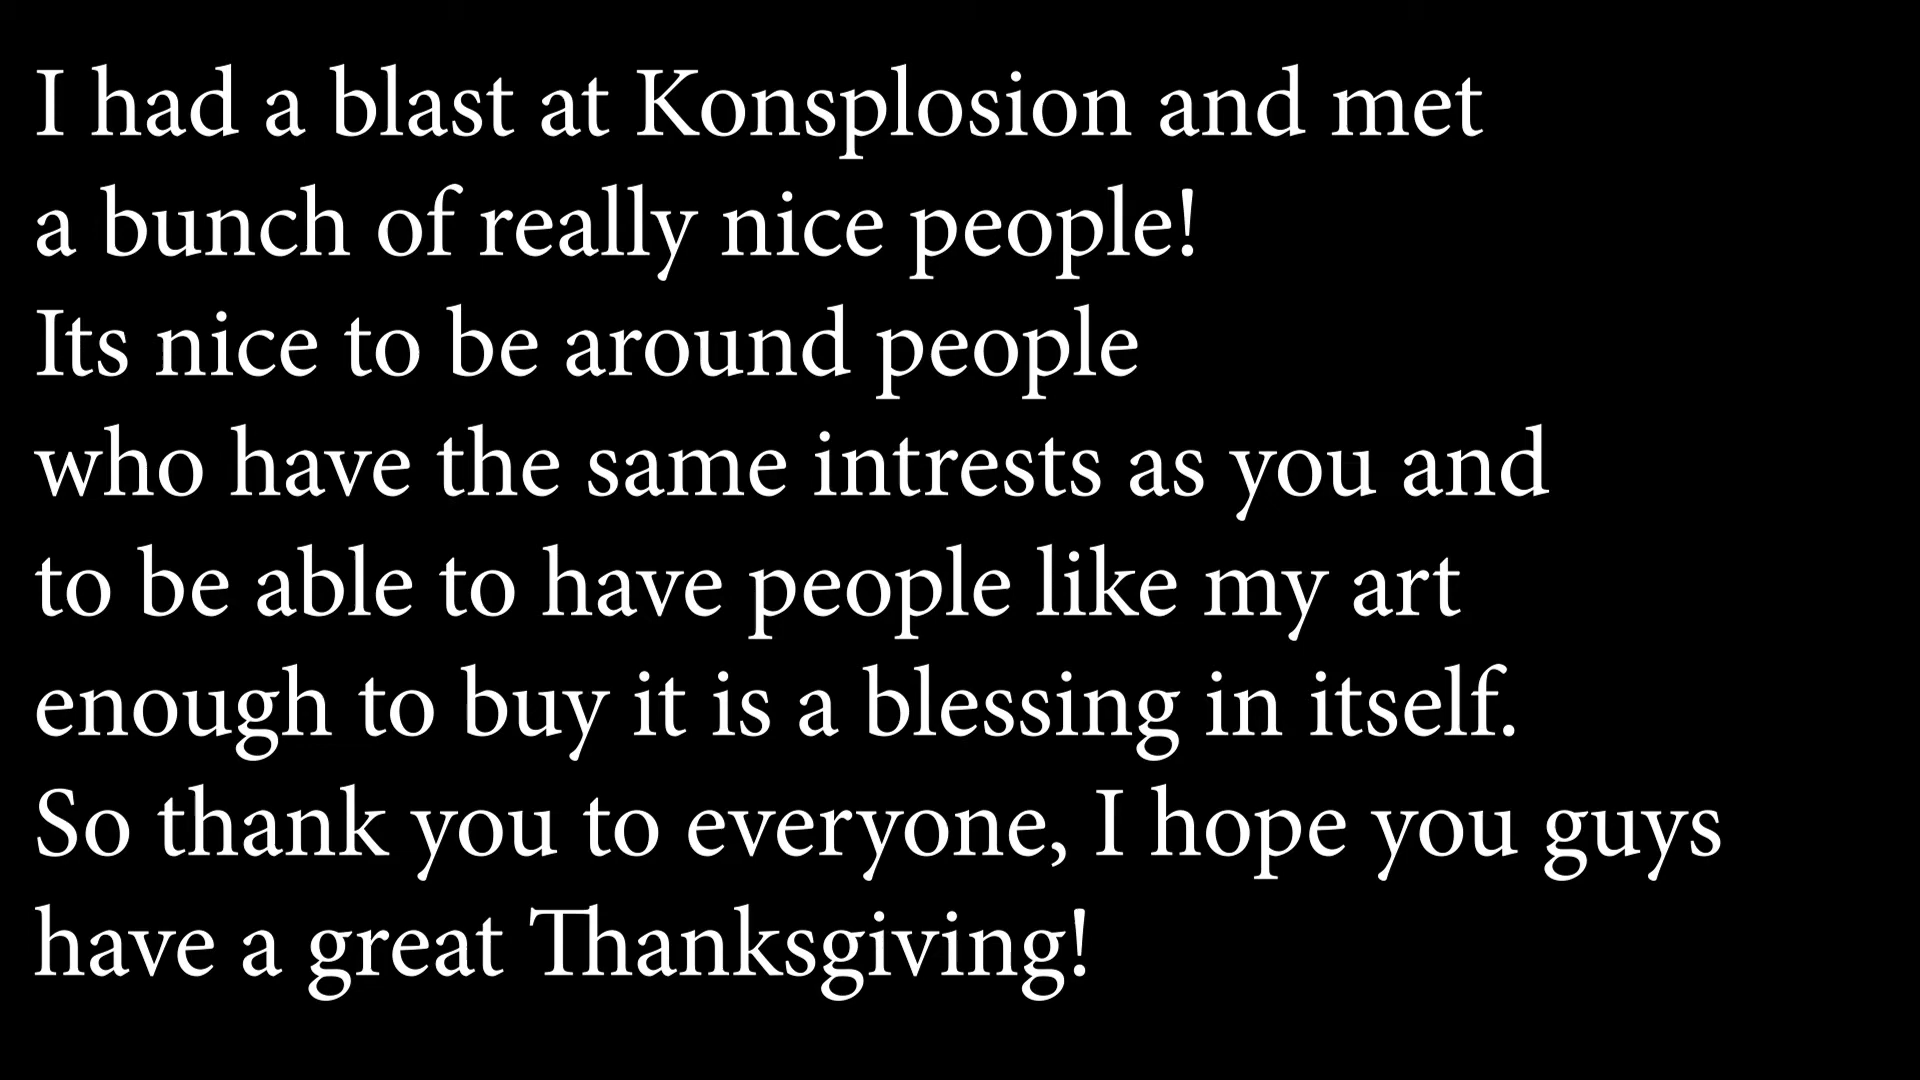 I had a blast at Konsplosion and met
a bunch of really nice people!
Its nice to be around people
who have the same intrests as you and
to be able to have people like my art
enough to buy it is a blessing in itself.
So thank you to everyone, I hope you guys
have a great Thanksgiving!